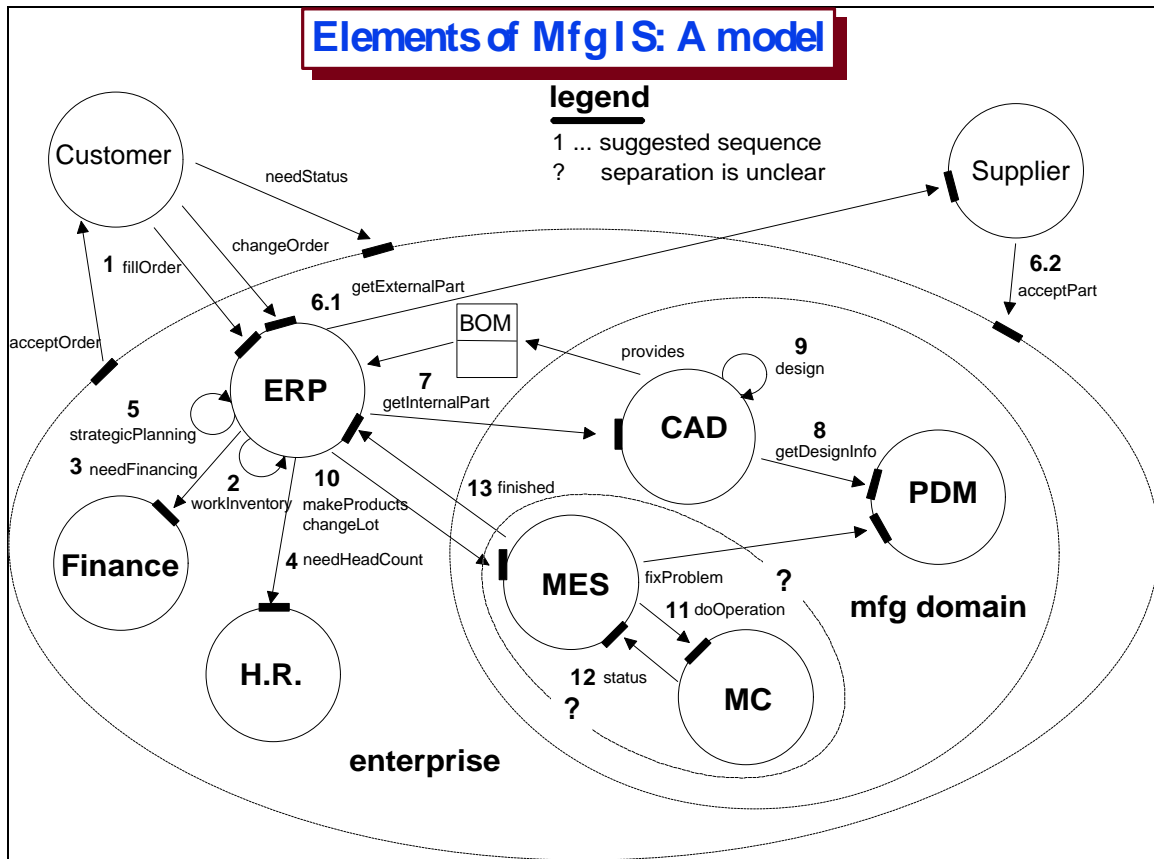 Elements of MfgIS: A model
legend
1 ... suggested sequence
? separation is unclear
Customer
Supplier
needStatus
changeOrder
1 fillOrder
6.1 getExternalPart
6.2
acceptPart
acceptOrder
BOM
provides
9
design
ERP
7
getInternalPart
CAD
5
strategicPlanning
8
getDesignInfo
3 needFinancing
2
workInventory
10
makeProducts
changeLot
13 finished
PDM
4 needHeadCount
Finance
MES
fixProblem
?
11 doOperation
mfg domain
H.R.
12 status
MC
?
enterprise